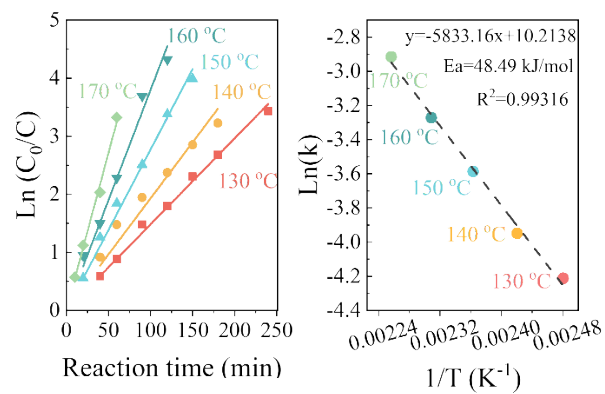 Ln (C0/C)
5
4
3
2
1
0
0
50
100
150
200
250
Reaction time (min)
160 °C
150 °C
170 °C
140 °C
130 °C
Ln(k)
-2.8
-3.0
-3.2
-3.4
-3.6
-3.8
-4.0
-4.2
-4.4
0.00224
0.00232
0.00240
0.00248
1/T (K-1)
y=-5833.16x+10.2138
Ea=48.49 kJ/mol
R2=0.99316
170 °C
160 °C
150 °C
140 °C
130 °C